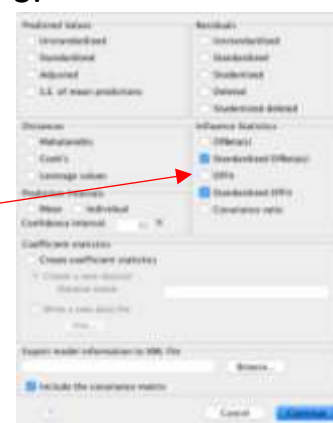 Predicted Values
Unstandardized
Standardized
Adjusted
S.E. of mean predictions
Residuals
Unstandardized
Standardized
Studentized
Deleted
Studentized deleted
Distances
Mahalanobis
Cook's
Leverage values
Influence Statistics
DfBeta(s)
Standardized DfBeta(s)
DfFit
Standardized DfFit
Covariance ratio
Prediction Intervals
Mean Individual
Confidence Interval: %
Coefficient statistics
Create coefficient statistics
Create a new dataset
Dataset name:
Write a new data file
File...
Export model information to XML file
Browse...
Include the covariance matrix
?
Cancel Continue